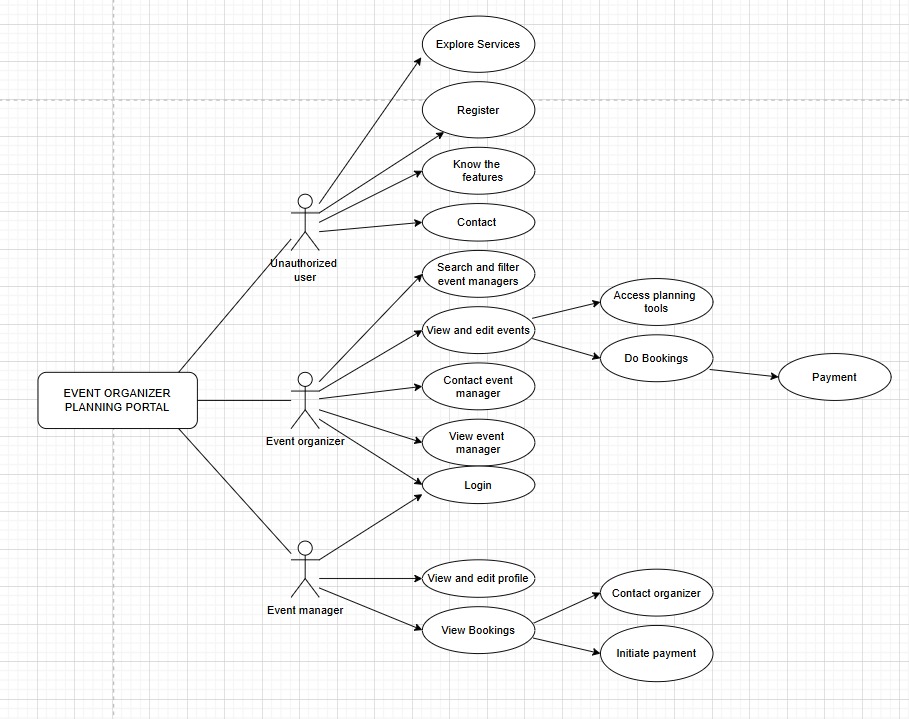 Explore Services
Register
Know the
features
Contact
Unauthorized
user
Search and filter
event managers
View and edit events
Access planning
tools
Do Bookings
Payment
EVENT ORGANIZER
PLANNING PORTAL
Contact event
manager
Event organizer
View event
manager
Login
View and edit profile
Event manager
View Bookings
Contact organizer
Initiate payment